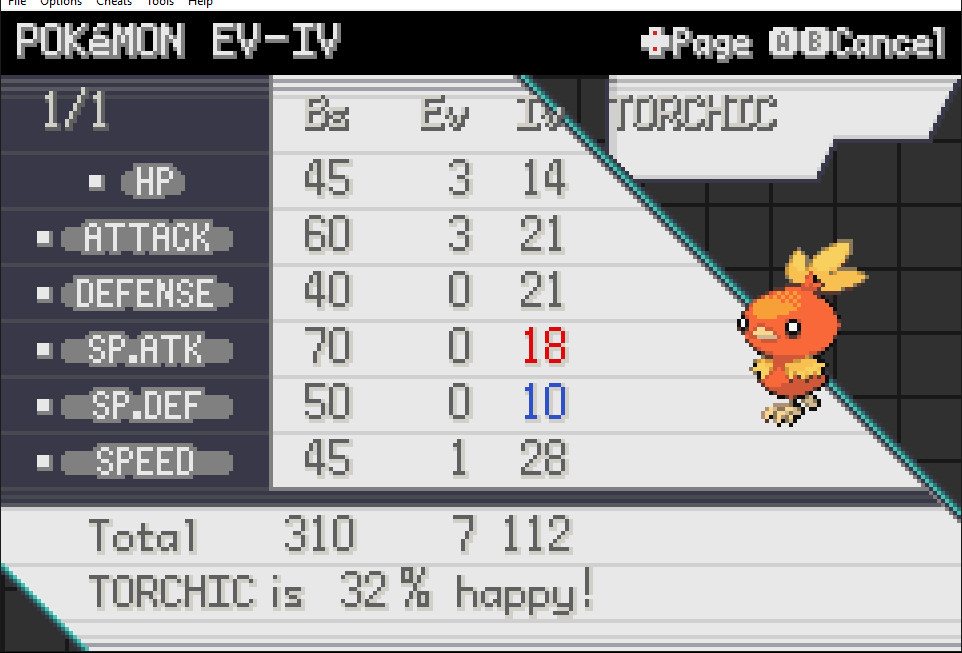 File Options Cheats Tools Help
POKéMON EV-IV Page A B Cancel
1/1 Bs Ev Iv TORCHIC
HP 45 3 14
ATTACK 60 3 21
DEFENSE 40 0 21
SP.ATK 70 0 18
SP.DEF 50 0 10
SPEED 45 1 28
Total 310 7 112
TORCHIC is 32% happy!